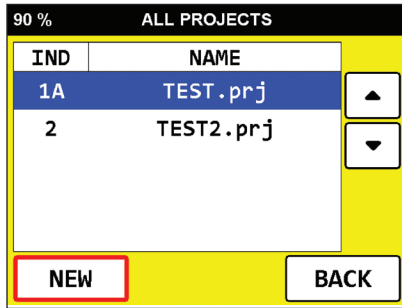 90 % ALL PROJECTS
IND NAME
1A TEST.prj
2 TEST2.prj
NEW BACK